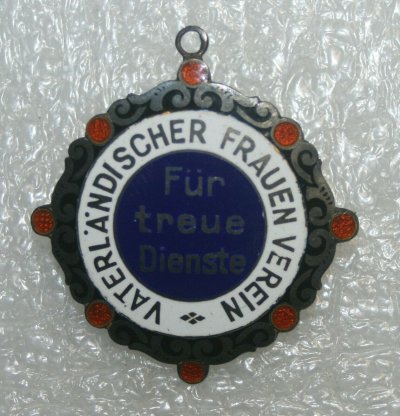 VATERLÄNDISCHER FRAUEN VEREIN
Für
treue
Dienste